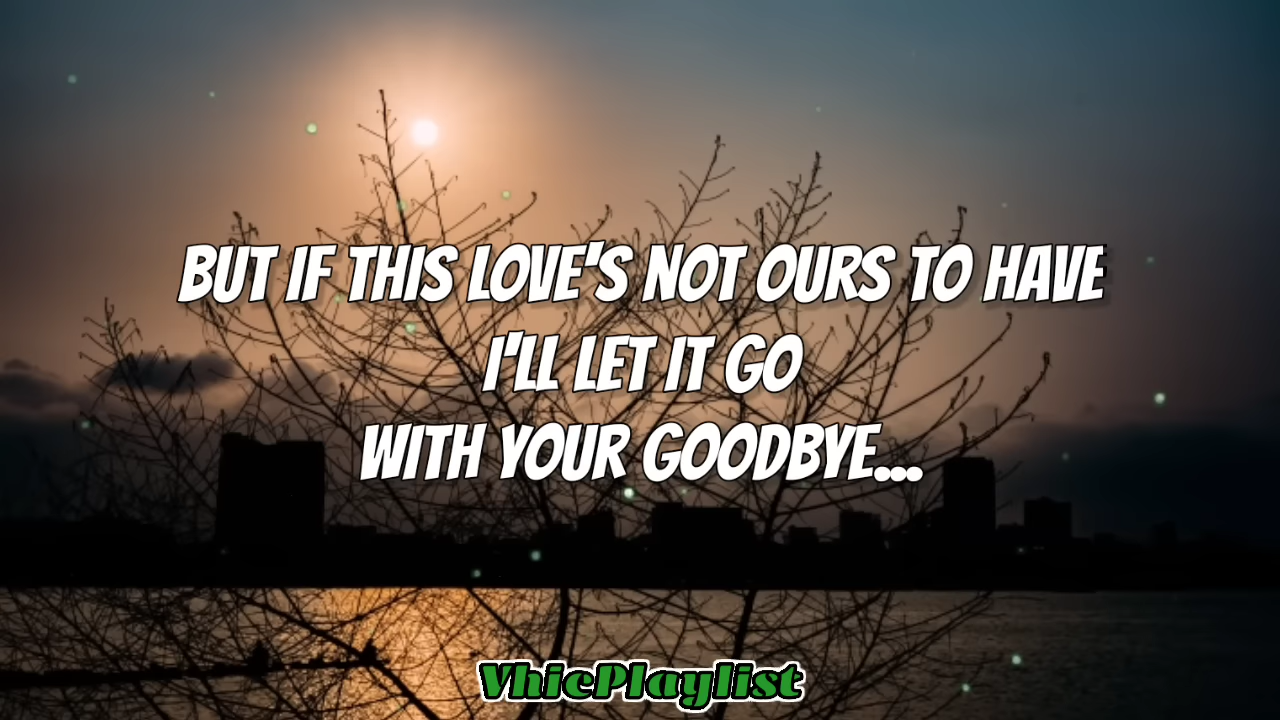 BUT IF THIS LOVE'S NOT OURS TO HAVE
I'LL LET IT GO
WITH YOUR GOODBYE...
VhicPlaylist